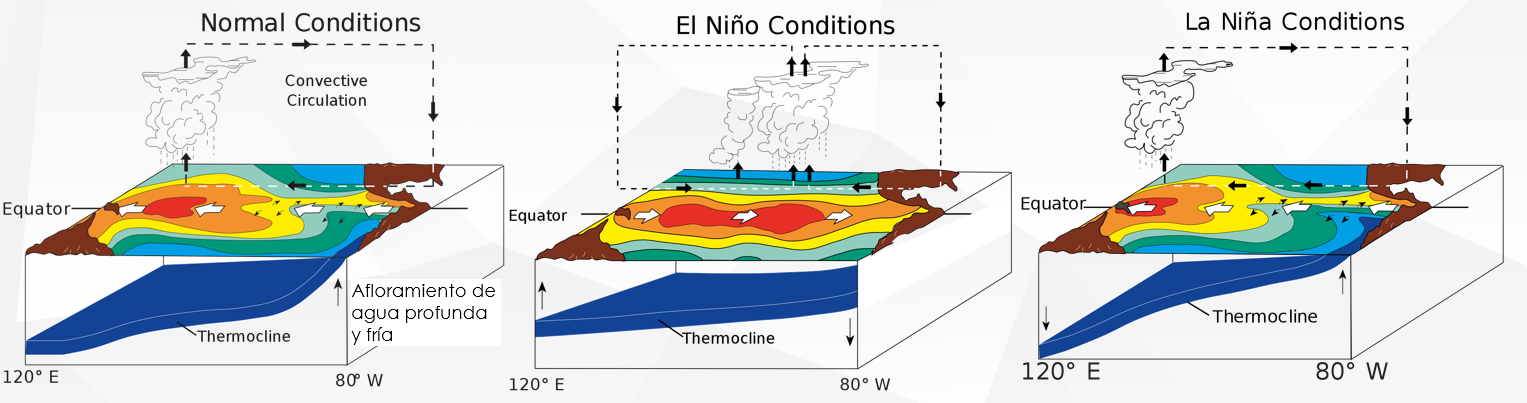 Normal Conditions
Convective
Circulation
Equator
Thermocline
Afloramiento de
agua profunda
y fría
120° E
80° W
El Niño Conditions
Equator
Thermocline
120° E
80° W
La Niña Conditions
Equator
Thermocline
120° E
80° W